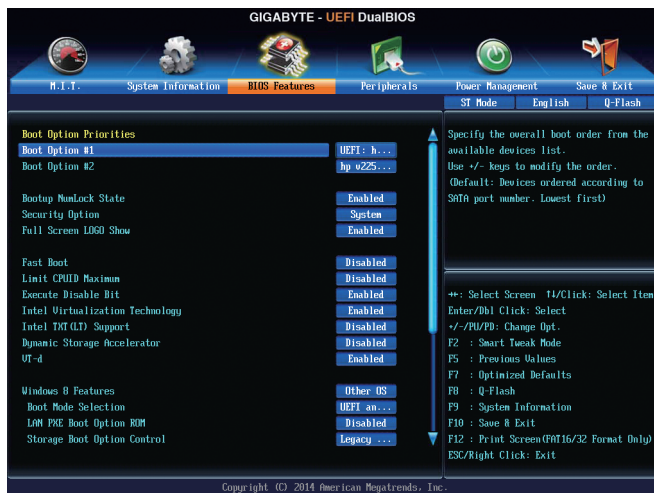 GIGABYTE - UEFI DualBIOS
M.I.T. System Information BIOS Features Peripherals Power Management Save & Exit
ST Mode English Q-Flash
Boot Option Priorities
Boot Option #1 UEFI: h...
Boot Option #2 hp v225...
Bootup NumLock State Enabled
Security Option System
Full Screen LOGO Show Enabled
Fast Boot Disabled
Limit CPUID Maximum Disabled
Execute Disable Bit Enabled
Intel Virtualization Technology Enabled
Intel TXT(LT) Support Disabled
Dynamic Storage Accelerator Disabled
VT-d Enabled
Windows 8 Features Other OS
Boot Mode Selection UEFI an...
LAN PXE Boot Option ROM Disabled
Storage Boot Option Control Legacy ...
Specify the overall boot order from the
available devices list.
Use +/- keys to modify the order.
(Default: Devices ordered according to
SATA port number. Lowest first)
↔: Select Screen ↑↓/Click: Select Item
Enter/Dbl Click: Select
+/-/PU/PD: Change Opt.
F2 : Smart Tweak Mode
F5 : Previous Values
F7 : Optimized Defaults
F8 : Q-Flash
F9 : System Information
F10 : Save & Exit
F12 : Print Screen(FAT16/32 Format Only)
ESC/Right Click: Exit
Copyright (C) 2014 American Megatrends, Inc.